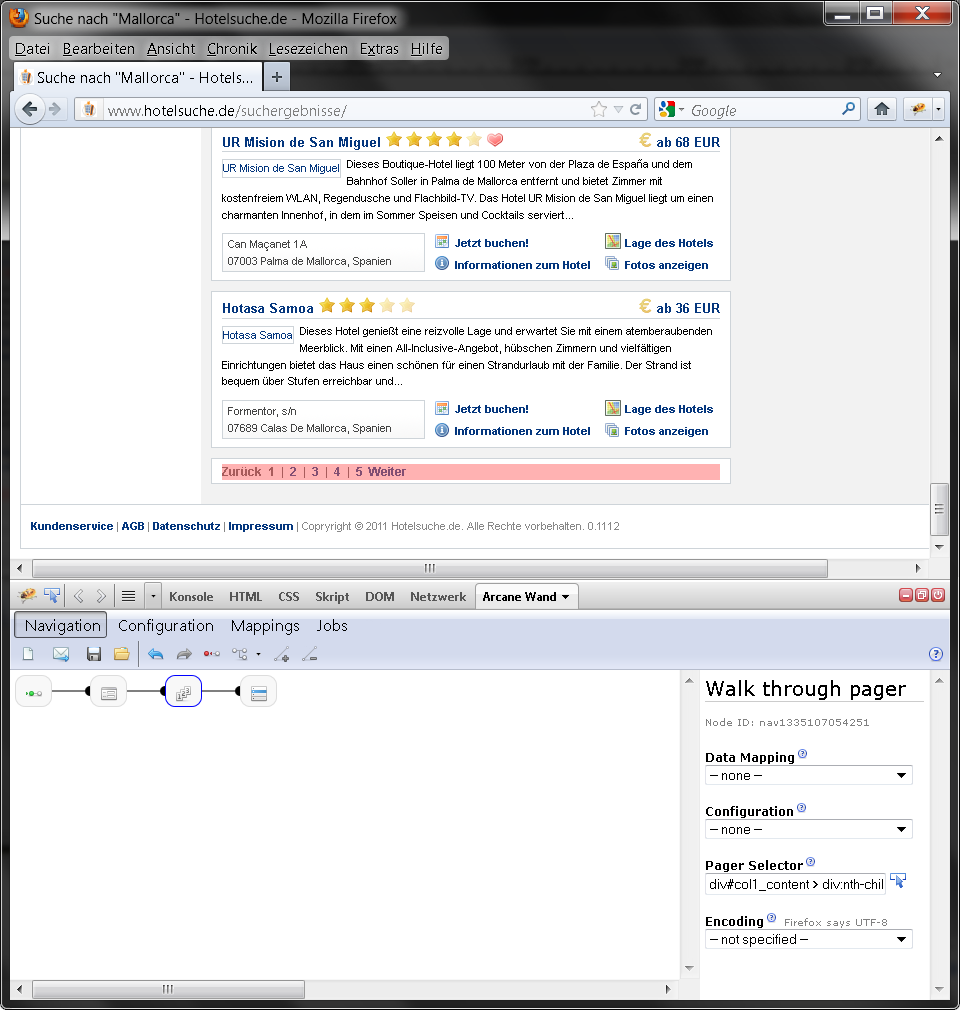 Suche nach "Mallorca" - Hotelsuche.de - Mozilla Firefox
Datei Bearbeiten Ansicht Chronik Lesezeichen Extras Hilfe
Suche nach "Mallorca" - Hotels... +
www.hotelsuche.de/suchergebnisse/ Google
UR Mision de San Miguel € ab 68 EUR
UR Mision de San Miguel Dieses Boutique-Hotel liegt 100 Meter von der Plaza de España und dem
Bahnhof Soller in Palma de Mallorca entfernt und bietet Zimmer mit
kostenfreiem WLAN, Regendusche und Flachbild-TV. Das Hotel UR Mision de San Miguel liegt um einen
charmanten Innenhof, in dem im Sommer Speisen und Cocktails serviert...
Can Maçanet 1A Jetzt buchen! Lage des Hotels
07003 Palma de Mallorca, Spanien Informationen zum Hotel Fotos anzeigen
Hotasa Samoa € ab 36 EUR
Hotasa Samoa Dieses Hotel genießt eine reizvolle Lage und erwartet Sie mit einem atemberaubenden
Meerblick. Mit einen All-Inclusive-Angebot, hübschen Zimmern und vielfältigen
Einrichtungen bietet das Haus einen schönen für einen Strandurlaub mit der Familie. Der Strand ist
bequem über Stufen erreichbar und...
Formentor, s/n Jetzt buchen! Lage des Hotels
07689 Calas De Mallorca, Spanien Informationen zum Hotel Fotos anzeigen
Zurück 1 | 2 | 3 | 4 | 5 Weiter
Kundenservice | AGB | Datenschutz | Impressum | Copyright © 2011 Hotelsuche.de. Alle Rechte vorbehalten. 0.1112
Konsole HTML CSS Skript DOM Netzwerk Arcane Wand
Navigation Configuration Mappings Jobs
Walk through pager
Node ID: nav1335107054251
Data Mapping
– none –
Configuration
– none –
Pager Selector
div#col1_content > div:nth-chil
Encoding Firefox says UTF-8
– not specified –